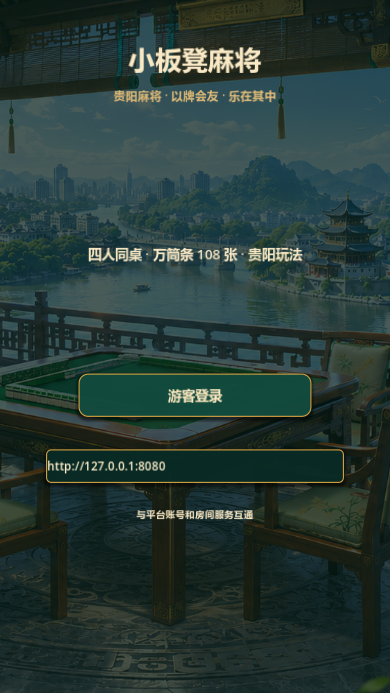 小板凳麻将
贵阳麻将 · 以牌会友 · 乐在其中
四人同桌 · 万筒条 108 张 · 贵阳玩法
游客登录
http://127.0.0.1:8080
与平台账号和房间服务互通